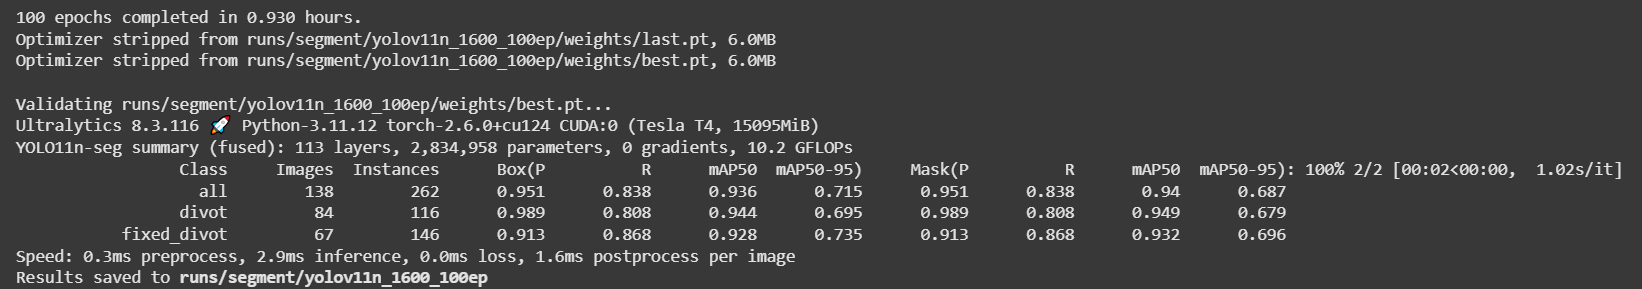 100 epochs completed in 0.930 hours.
Optimizer stripped from runs/segment/yolov11n_1600_100ep/weights/last.pt, 6.0MB
Optimizer stripped from runs/segment/yolov11n_1600_100ep/weights/best.pt, 6.0MB
Validating runs/segment/yolov11n_1600_100ep/weights/best.pt...
Ultralytics 8.3.116 🚀 Python-3.11.12 torch-2.6.0+cu124 CUDA:0 (Tesla T4, 15095MiB)
YOLO11n-seg summary (fused): 113 layers, 2,834,958 parameters, 0 gradients, 10.2 GFLOPs
Class Images Instances Box(P R mAP50 mAP50-95) Mask(P R mAP50 mAP50-95): 100% 2/2 [00:02<00:00, 1.02s/it]
all 138 262 0.951 0.838 0.936 0.715 0.951 0.838 0.94 0.687
divot 84 116 0.989 0.808 0.944 0.695 0.989 0.808 0.949 0.679
fixed_divot 67 146 0.913 0.868 0.928 0.735 0.913 0.868 0.932 0.696
Speed: 0.3ms preprocess, 2.9ms inference, 0.0ms loss, 1.6ms postprocess per image
Results saved to runs/segment/yolov11n_1600_100ep